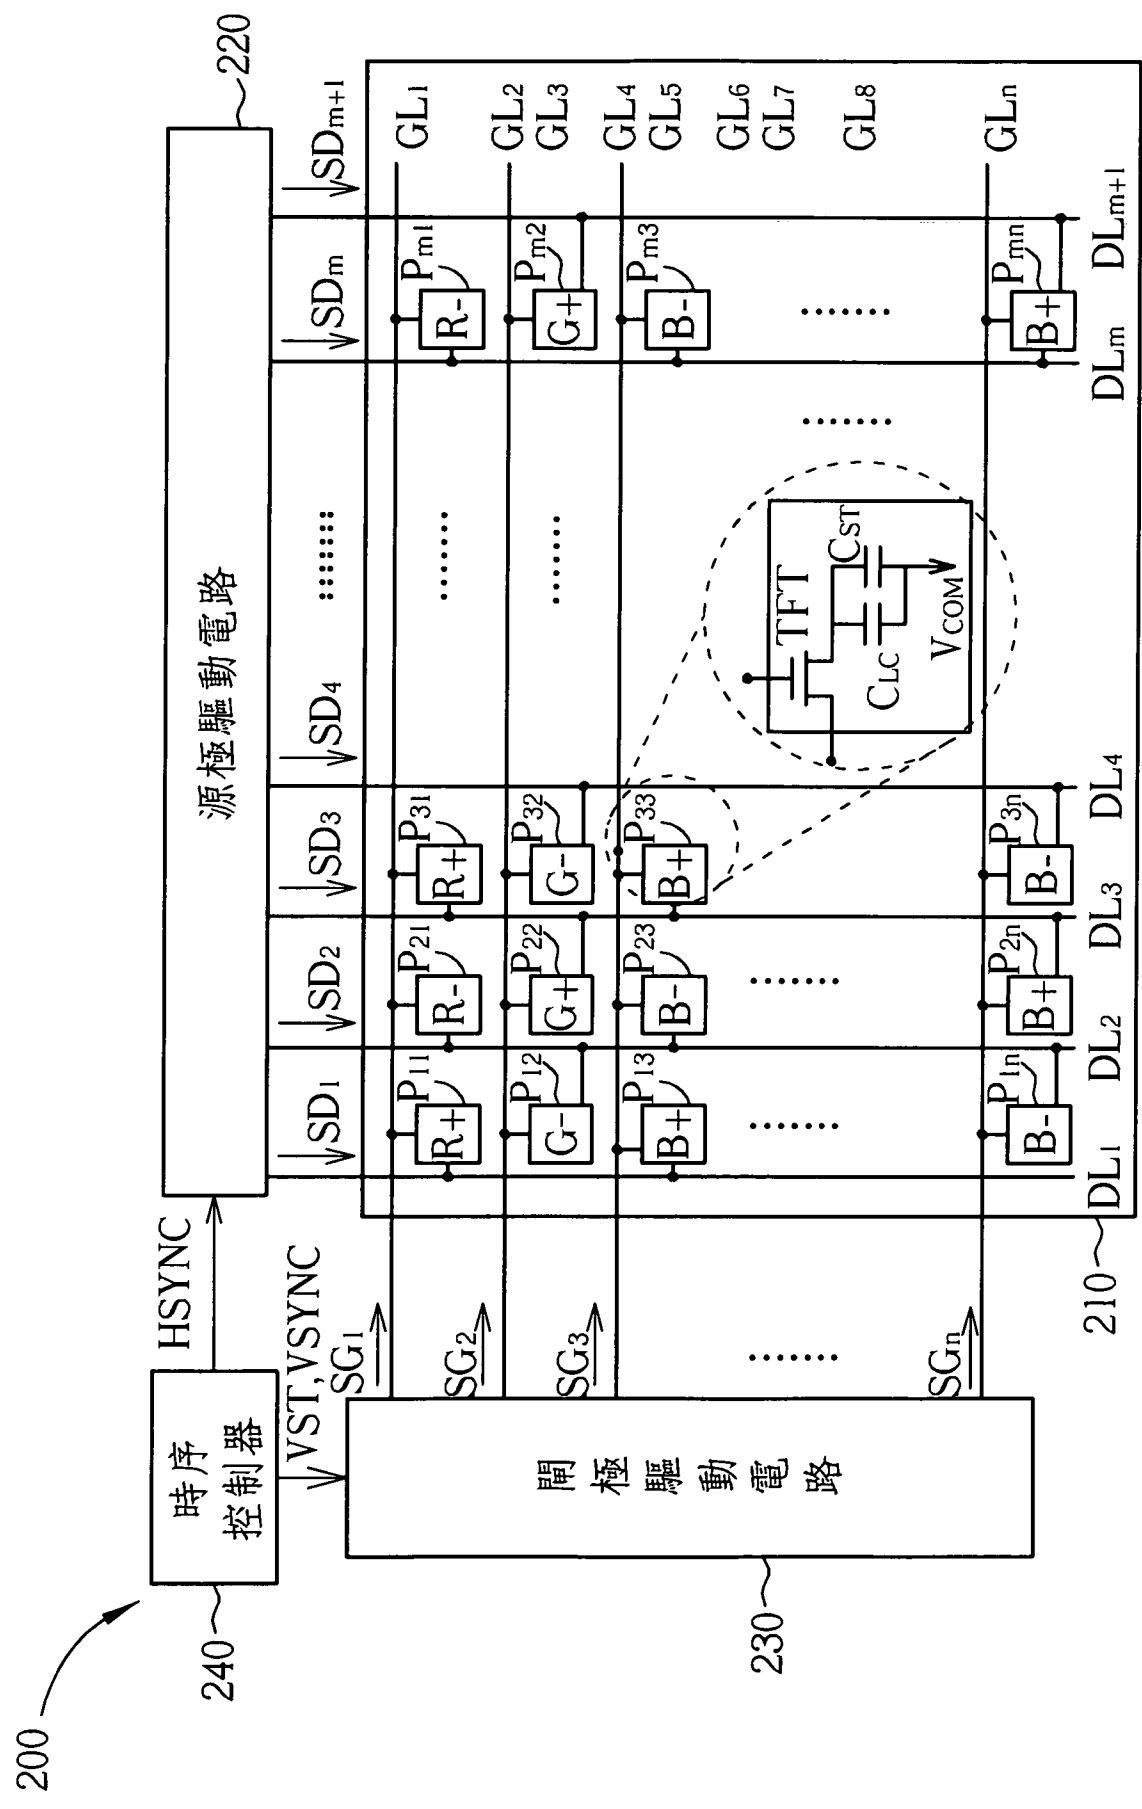 200
240
時序
控制器
HSYNC
VST,VSYNC
源極驅動電路
220
SD1
SD2
SD3
SD4
SDm
SDm+1
閘極驅動電路
230
SG1
SG2
SG3
SGn
210
R+
P11
R-
P21
R+
P31
R-
Pm1
GL1
G-
P12
G+
P22
G-
P32
G+
Pm2
GL2
GL3
B+
P13
B-
P23
B+
P33
B-
Pm3
GL4
GL5
GL6
GL7
GL8
TFT
CLC
CST
VCOM
B-
P1n
B+
P2n
B-
P3n
B+
Pmn
GLn
DL1
DL2
DL3
DL4
DLm
DLm+1